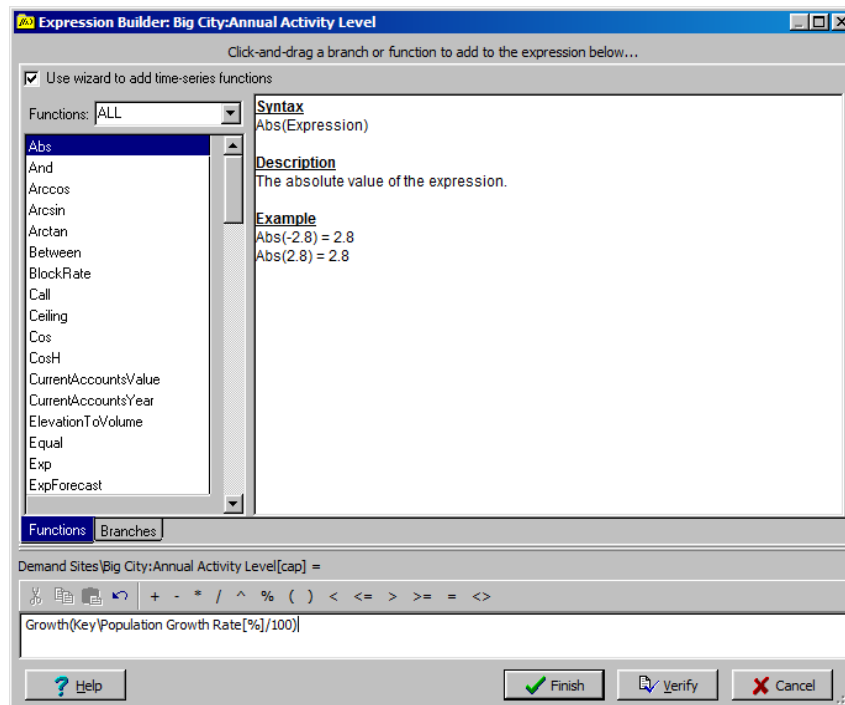 Expression Builder: Big City:Annual Activity Level
Click-and-drag a branch or function to add to the expression below...
Use wizard to add time-series functions
Functions: ALL
Abs
And
Arccos
Arcsin
Arctan
Between
BlockRate
Call
Ceiling
Cos
CosH
CurrentAccountsValue
CurrentAccountsYear
ElevationToVolume
Equal
Exp
ExpForecast
Syntax
Abs(Expression)
Description
The absolute value of the expression.
Example
Abs(-2.8) = 2.8
Abs(2.8) = 2.8
Functions Branches
Demand Sites\Big City:Annual Activity Level[cap] =
+ - * / ^ % ( ) < <= > >= = <>
Growth(Key\Population Growth Rate[%]/100)
Help Finish Verify Cancel